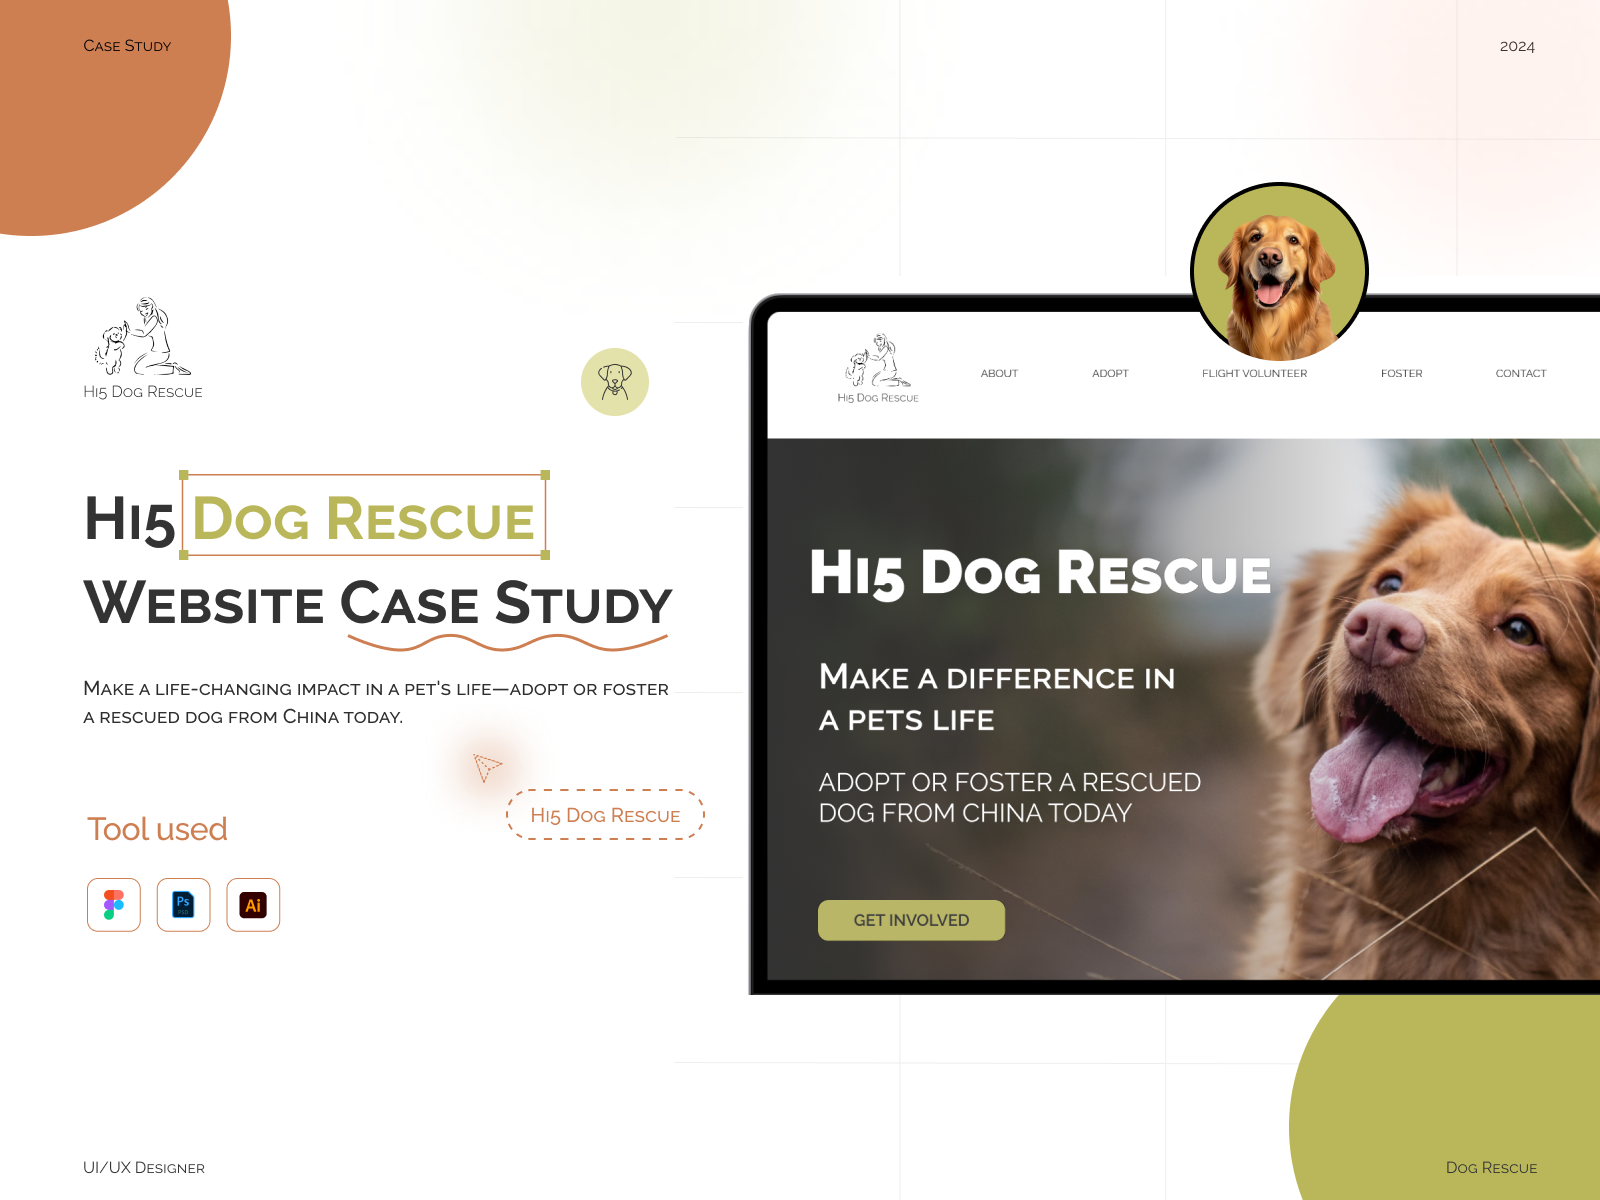 Case Study
2024
Hi5 Dog Rescue
Hi5 Dog Rescue
Website Case Study
Make a life-changing impact in a pet's life—adopt or foster
a rescued dog from China today.
Hi5 Dog Rescue
Tool used
Ps
PSD
Ai
Hi5 Dog Rescue
ABOUT
ADOPT
FLIGHT VOLUNTEER
FOSTER
CONTACT
Hi5 Dog Rescue
Make a difference in
a pets life
ADOPT OR FOSTER A RESCUED
DOG FROM CHINA TODAY
GET INVOLVED
UI/UX Designer
Dog Rescue